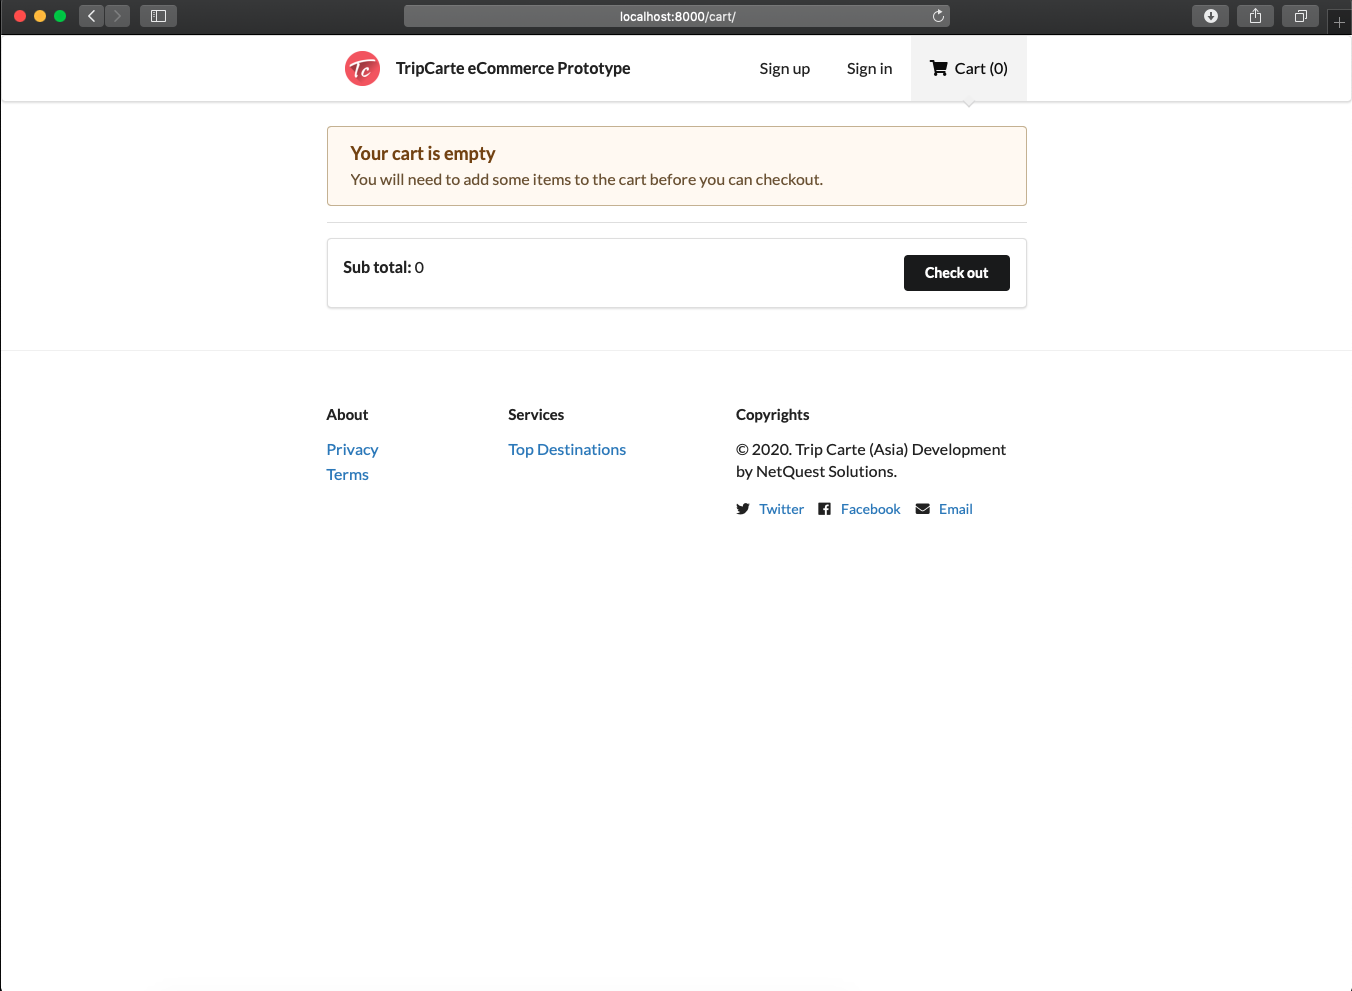 localhost:8000/cart/
Tc TripCarte eCommerce Prototype Sign up Sign in Cart (0)
Your cart is empty
You will need to add some items to the cart before you can checkout.
Sub total: 0 Check out
About Services Copyrights
Privacy Top Destinations © 2020. Trip Carte (Asia) Development
Terms by NetQuest Solutions.
Twitter Facebook Email